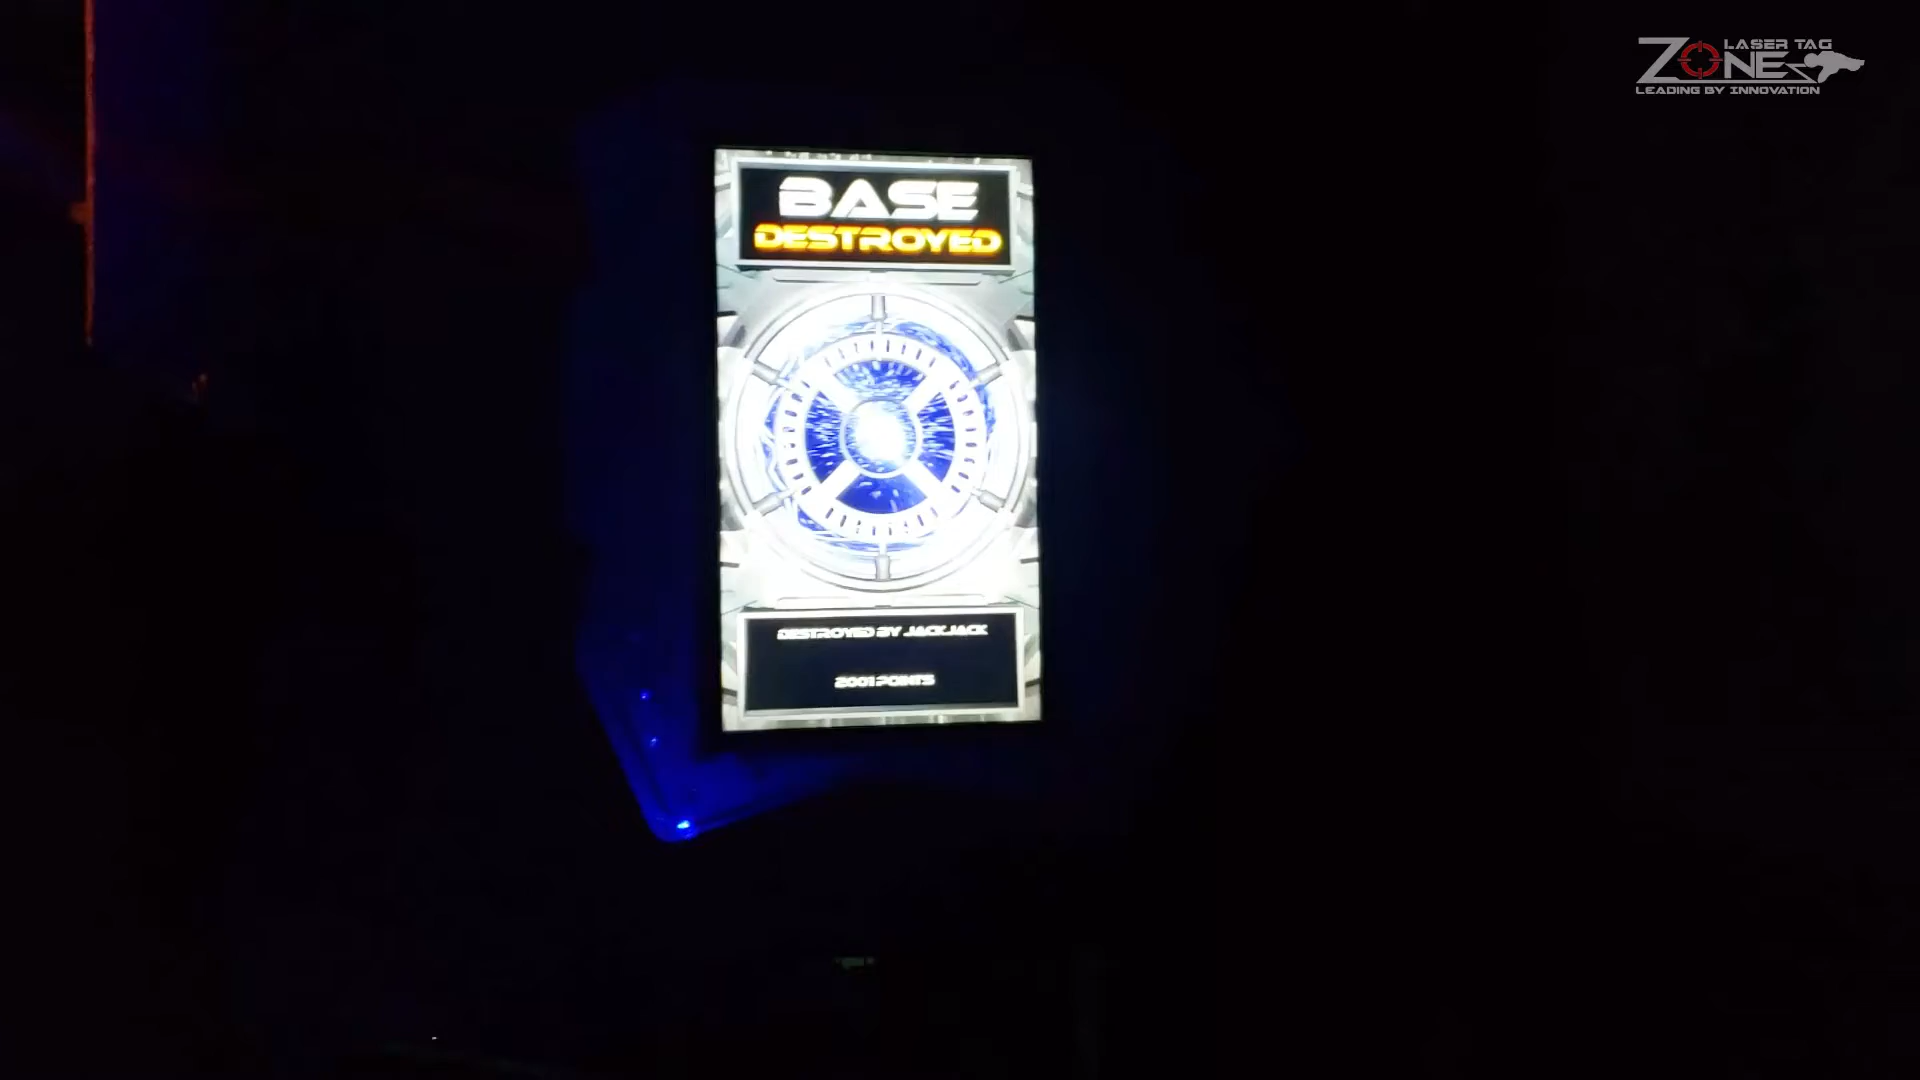 LASER TAG
ZONE
LEADING BY INNOVATION
BASE
DESTROYED
DESTROYED BY JACKJACK
2001 POINTS